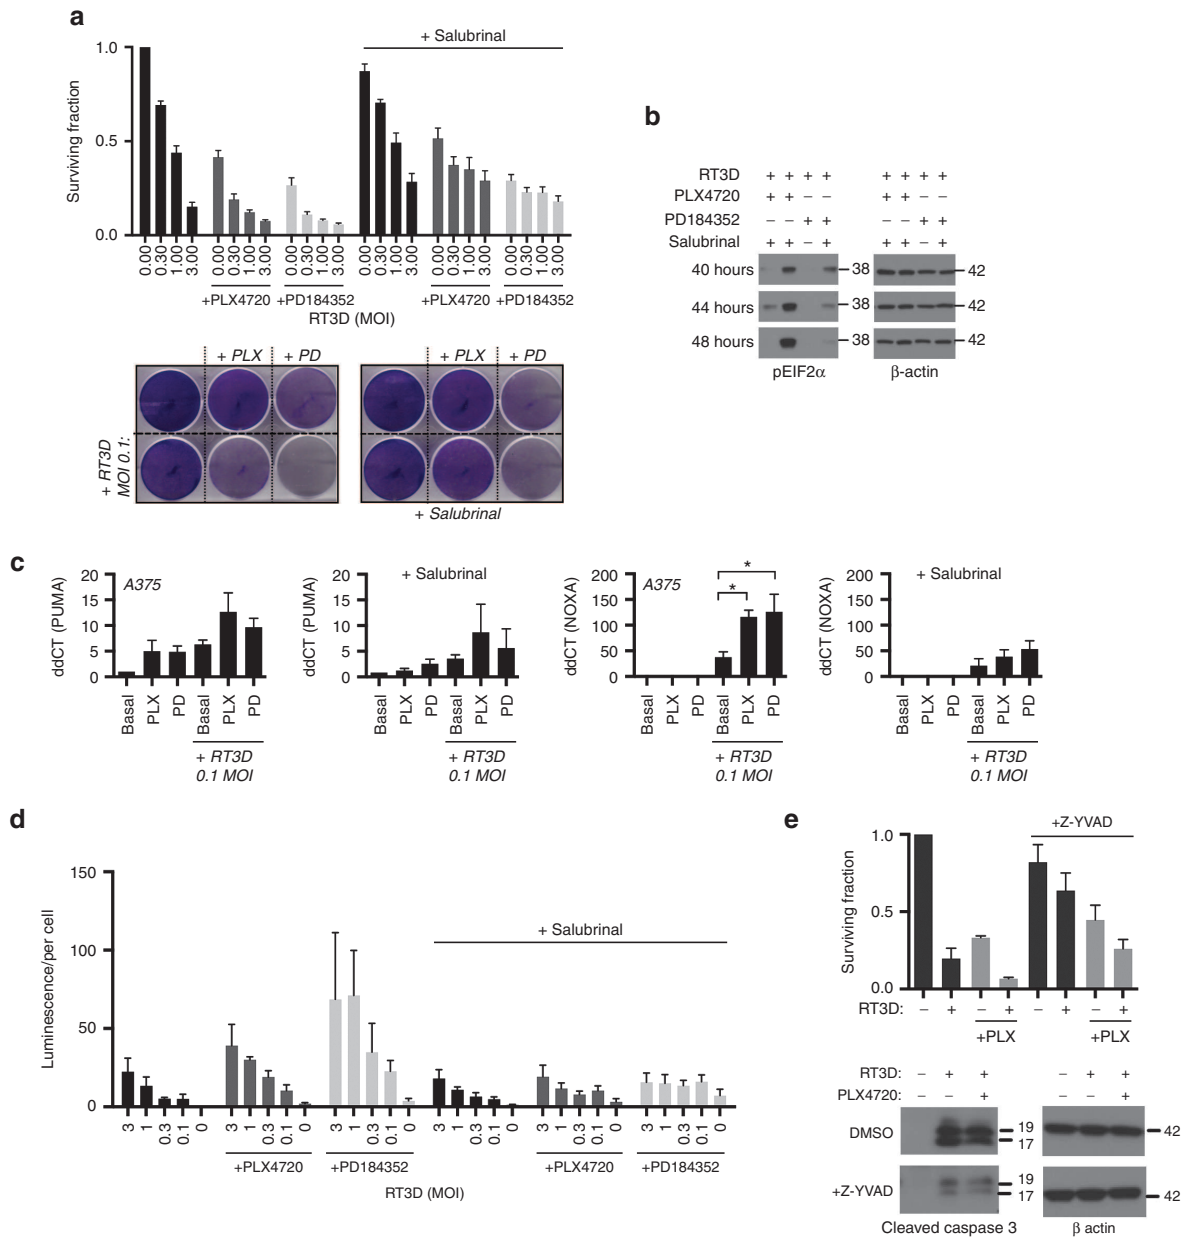 a
+ Salubrinal
1.0
0.5
0.0
Surviving fraction
0.00 0.30 1.00 3.00 0.00 0.30 1.00 3.00 0.00 0.30 1.00 3.00 0.00 0.30 1.00 3.00 0.00 0.30 1.00 3.00 0.00 0.30 1.00 3.00
+PLX4720 +PD184352 +PLX4720 +PD184352
RT3D (MOI)
+ PLX + PD + PLX + PD
+ RT3D
MOI 0.1:
+ Salubrinal
b
RT3D + + + + + + + +
PLX4720 + + – – + + – –
PD184352 – – + + – – + +
Salubrinal + + – + + + – +
40 hours 38 42
44 hours 38 42
48 hours 38 42
pEIF2α β-actin
c
20
15
10
5
0
ddCT (PUMA)
A375
Basal PLX PD Basal PLX PD
+ RT3D
0.1 MOI
20
15
10
5
0
ddCT (PUMA)
+ Salubrinal
Basal PLX PD Basal PLX PD
+ RT3D
0.1 MOI
200
150
100
50
0
ddCT (NOXA)
A375
*
*
Basal PLX PD Basal PLX PD
+ RT3D
0.1 MOI
200
150
100
50
0
ddCT (NOXA)
+ Salubrinal
Basal PLX PD Basal PLX PD
+ RT3D
0.1 MOI
d
150
100
50
0
Luminescence/per cell
+ Salubrinal
3 1 0.3 0.1 0 3 1 0.3 0.1 0 3 1 0.3 0.1 0 3 1 0.3 0.1 0 3 1 0.3 0.1 0 3 1 0.3 0.1 0
+PLX4720 +PD184352 +PLX4720 +PD184352
RT3D (MOI)
e
+Z-YVAD
1.0
0.5
0.0
Surviving fraction
RT3D: – + – + – + – +
+PLX +PLX
RT3D: – + + – + +
PLX4720: – – + – – +
DMSO 19 42
17
+Z-YVAD 19 42
17
Cleaved caspase 3 β actin